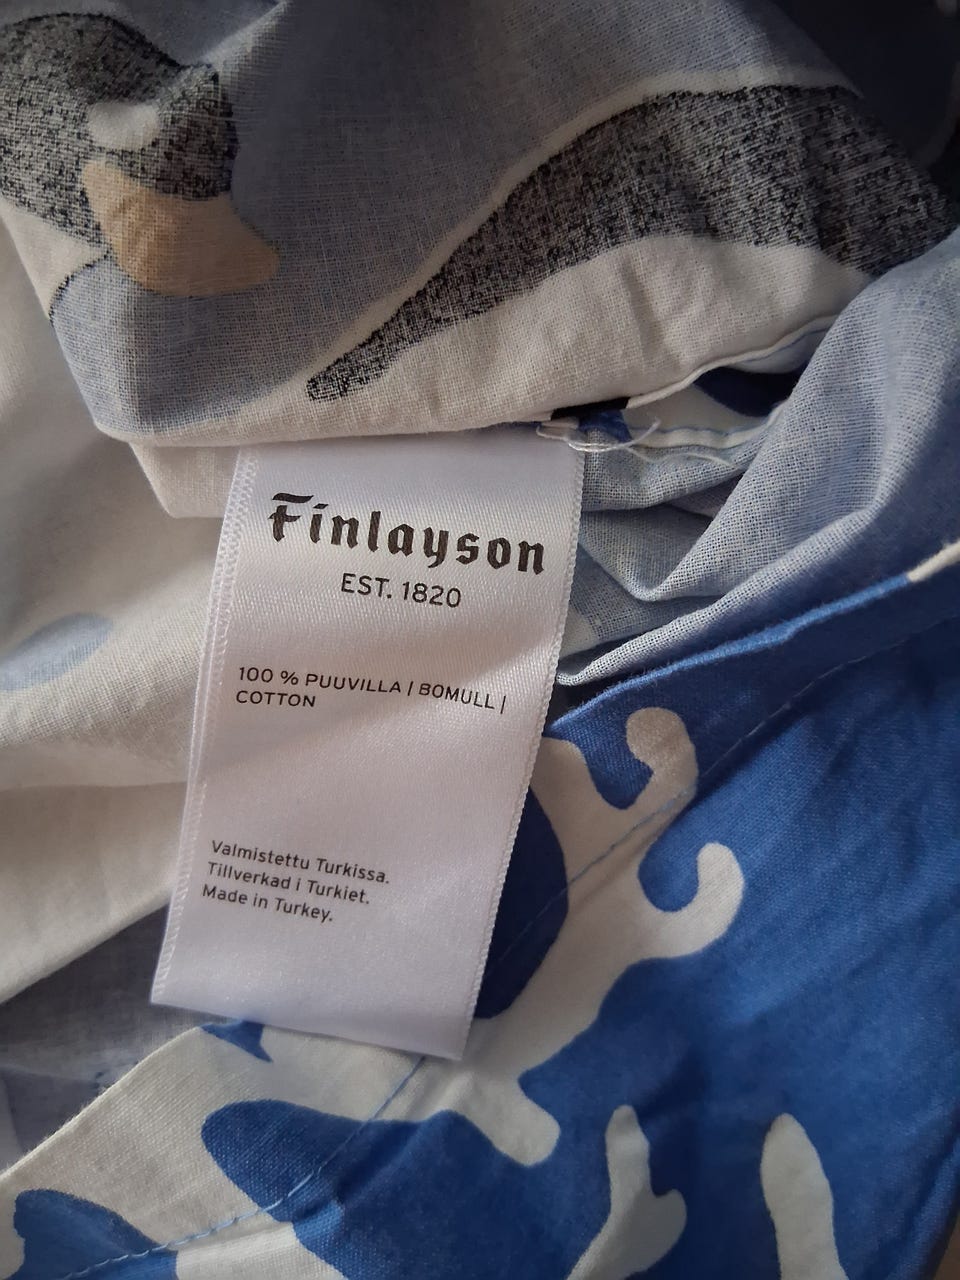 Finlayson
EST. 1820
100 % PUUVILLA | BOMULL |
COTTON
Valmistettu Turkissa.
Tillverkad i Turkiet.
Made in Turkey.